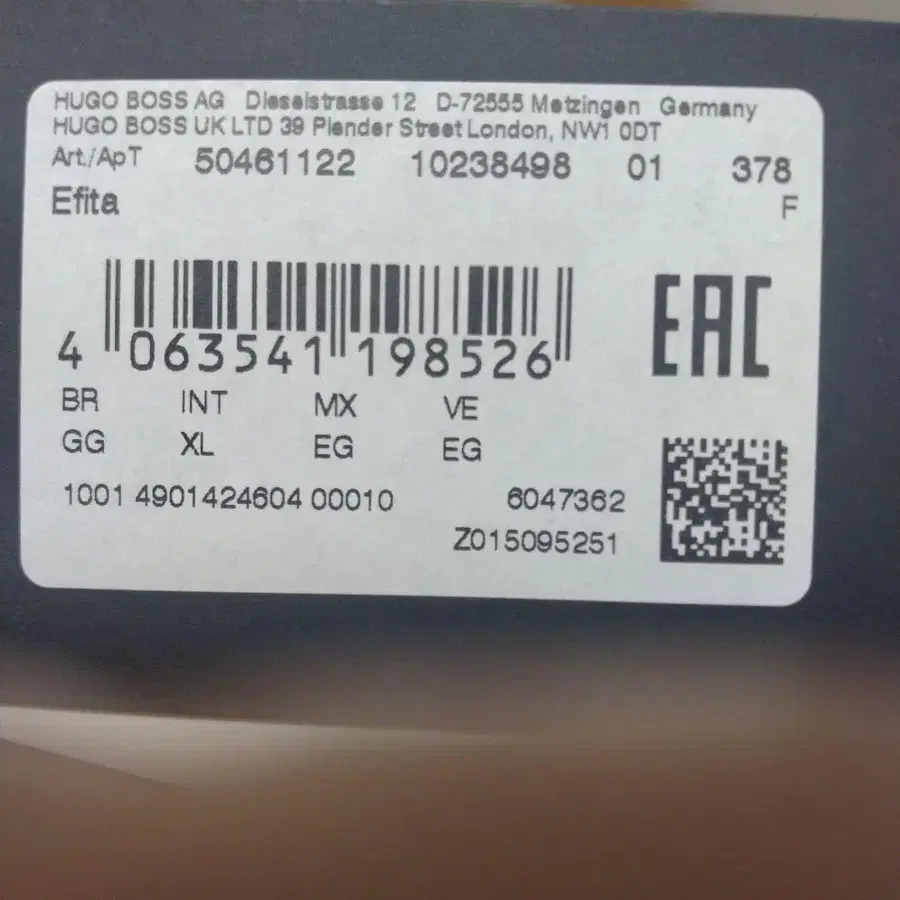 HUGO BOSS AG Dieselstrasse 12 D-72555 Metzingen Germany
HUGO BOSS UK LTD 39 Plender Street London, NW1 0DT
Art./АрТ 50461122 10238498 01 378
Efita F
EAC
4 063541 198526
BR INT MX VE
GG XL EG EG
1001 4901424604 00010 6047362
Z015095251